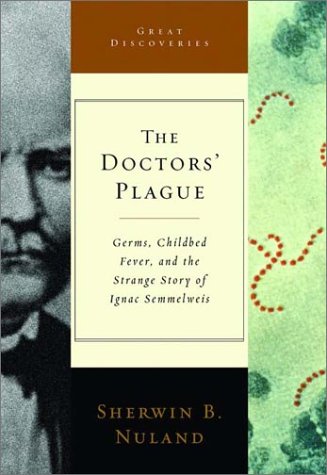 GREAT
DISCOVERIES
THE
DOCTORS'
PLAGUE
Germs, Childbed
Fever, and the
Strange Story of
Ignac Semmelweis
SHERWIN B.
NULAND